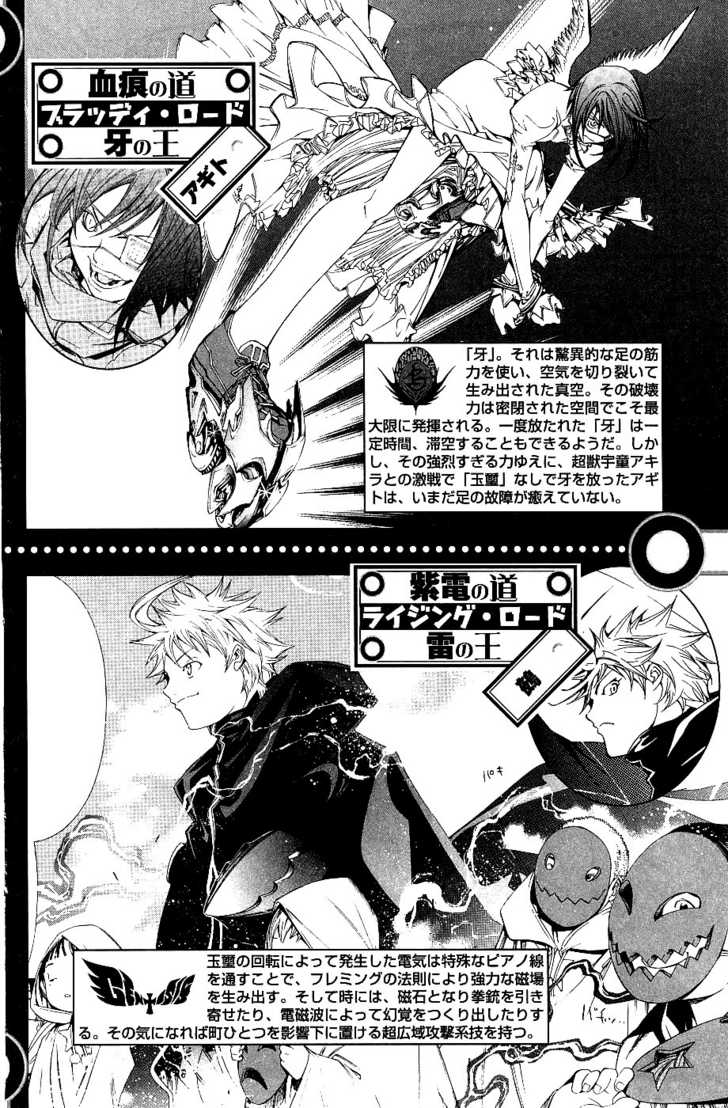 血痕の道
ブラッディ・ロード
牙の王
アギト
「牙」。それは驚異的な足の筋
力を使い、空気を切り裂いて
生み出された真空。その破壊
力は密閉された空間でこそ最
大限に発揮される。一度放たれた「牙」は一
定時間、滞空することもできるようだ。しか
し、その強烈すぎる力ゆえに、超獣宇童アキ
ラとの激戦で「玉璽」なしで牙を放ったアギ
トは、いまだ足の故障が癒えていない。
紫電の道
ライジング・ロード
雷の王
鵺
パキ
GENESIS
玉璽の回転によって発生した電気は特殊なピアノ線
を通すことで、フレミングの法則により強力な磁場
を生み出す。そして時には、磁石となり拳銃を引き
寄せたり、電磁波によって幻覚をつくり出したりす
る。その気になれば町ひとつを影響下に置ける超広域攻撃系技を持つ。